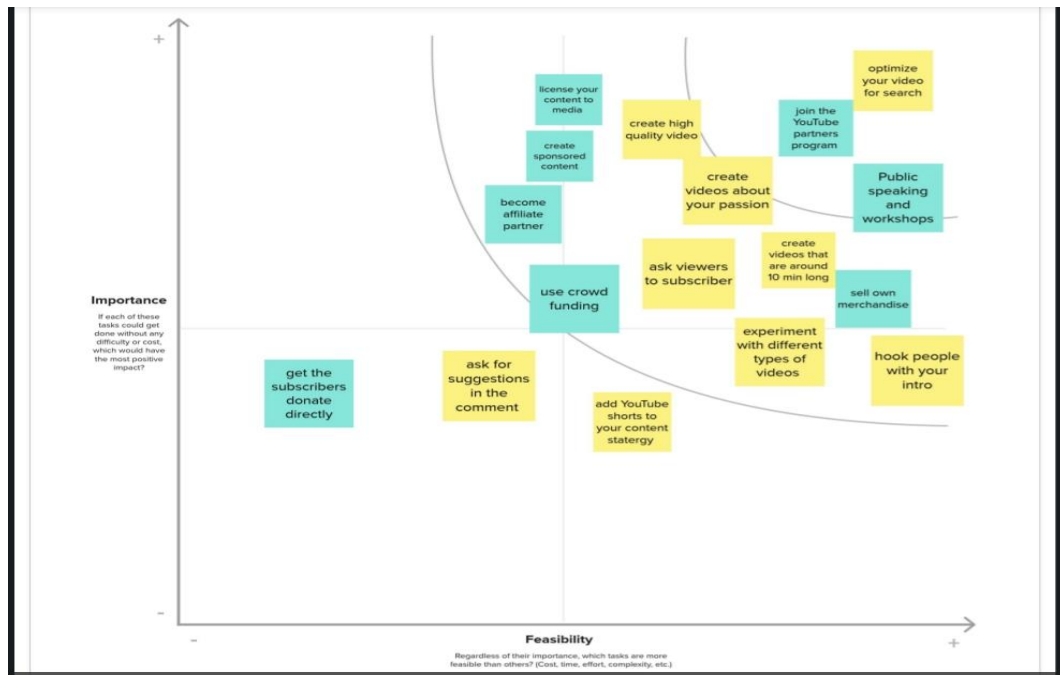 +
optimize
your video
for search
license your
content to
media
create high
quality video
join the
YouTube
partners
program
create
sponsored
content
create
videos about
your passion
Public
speaking
and
workshops
become
affiliate
partner
ask viewers
to subscriber
create
videos that
are around
10 min long
use crowd
funding
sell own
merchandise
Importance
If each of these
tasks could get
done without any
difficulty or cost,
which would have
the most positive
impact?
experiment
with different
types of
videos
hook people
with your
intro
get the
subscribers
donate
directly
ask for
suggestions
in the
comment
add YouTube
shorts to
your content
statergy
-
-
Feasibility
+
Regardless of their importance, which tasks are more
feasible than others? (Cost, time, effort, complexity, etc.)